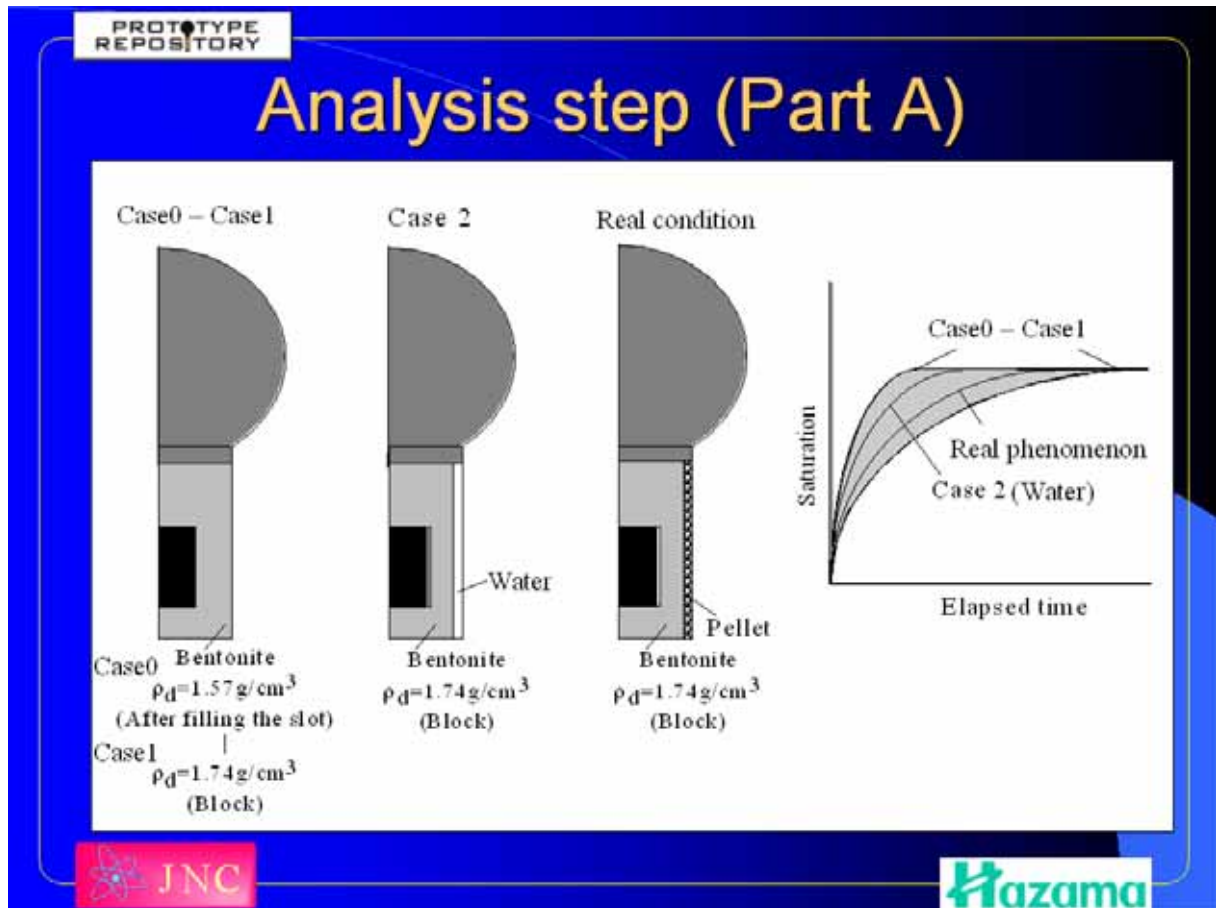 PROTOTYPE
REPOSITORY
Analysis step (Part A)
Case0 – Case1
Case 2
Real condition
Water
Pellet
Case0
Bentonite
ρd=1.57g/cm³
(After filling the slot)
Case1
ρd=1.74g/cm³
(Block)
Bentonite
ρd=1.74g/cm³
(Block)
Bentonite
ρd=1.74g/cm³
(Block)
Case0 – Case1
Real phenomenon
Case 2 (Water)
Saturation
Elapsed time
JNC
Hazama